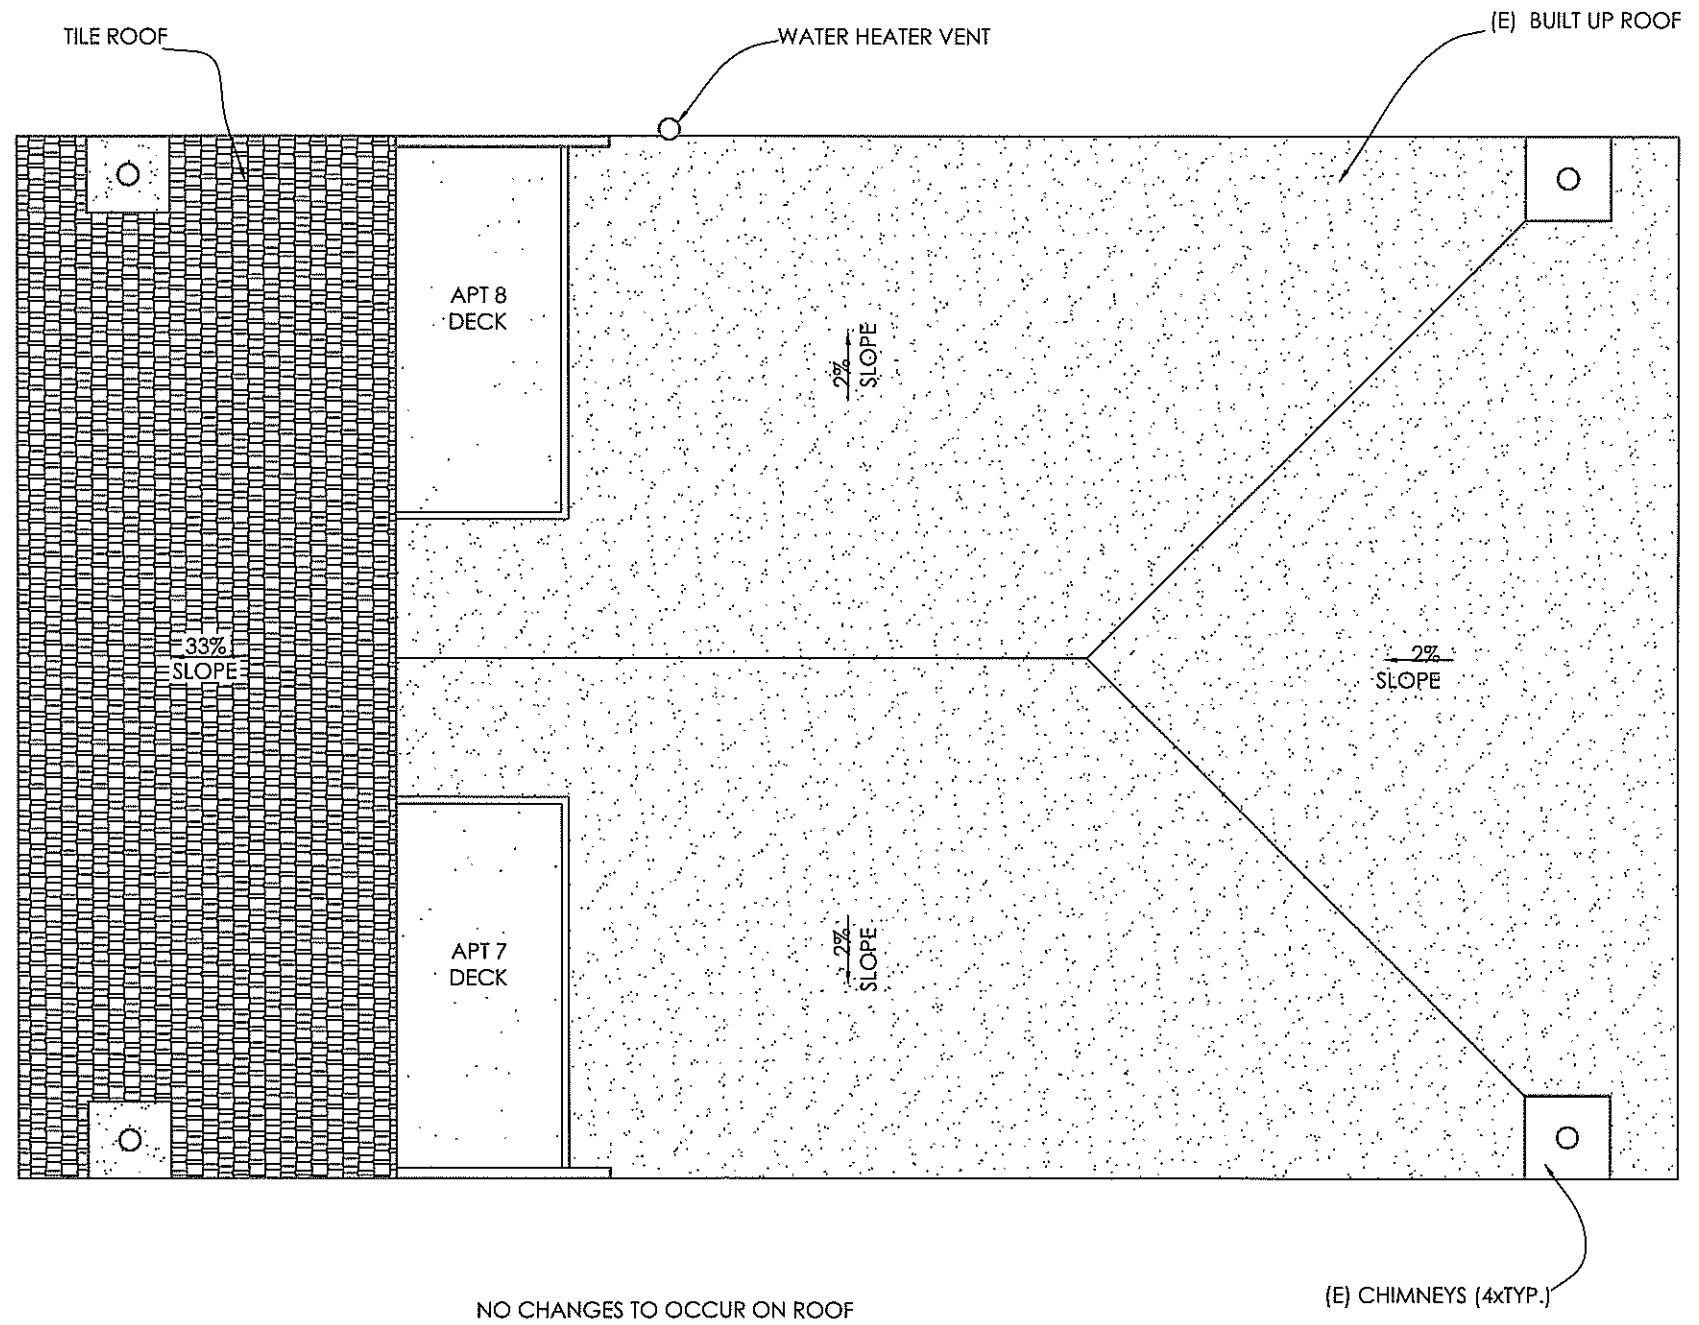 (E) BUILT UP ROOF
TILE ROOF
WATER HEATER VENT
APT 8
DECK
2%
SLOPE
33%
SLOPE
2%
SLOPE
APT 7
DECK
2%
SLOPE
(E) CHIMNEYS (4xTYP.)
NO CHANGES TO OCCUR ON ROOF